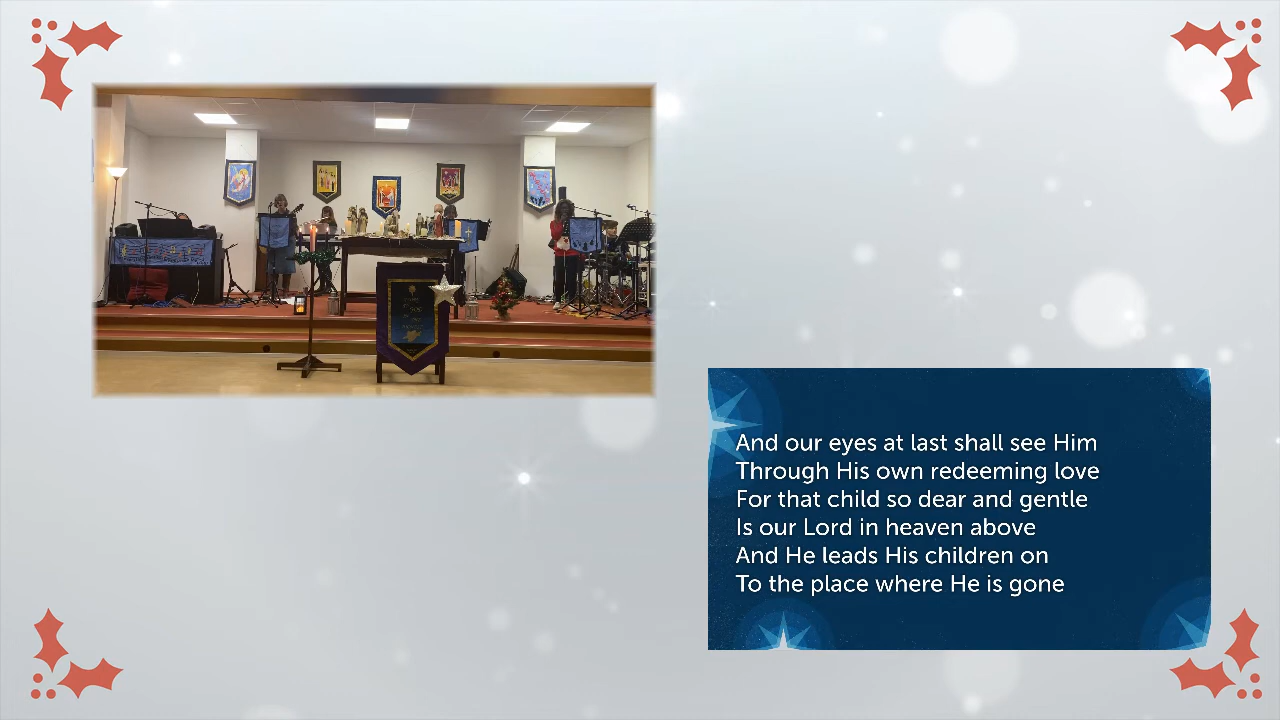 And our eyes at last shall see Him
Through His own redeeming love
For that child so dear and gentle
Is our Lord in heaven above
And He leads His children on
To the place where He is gone